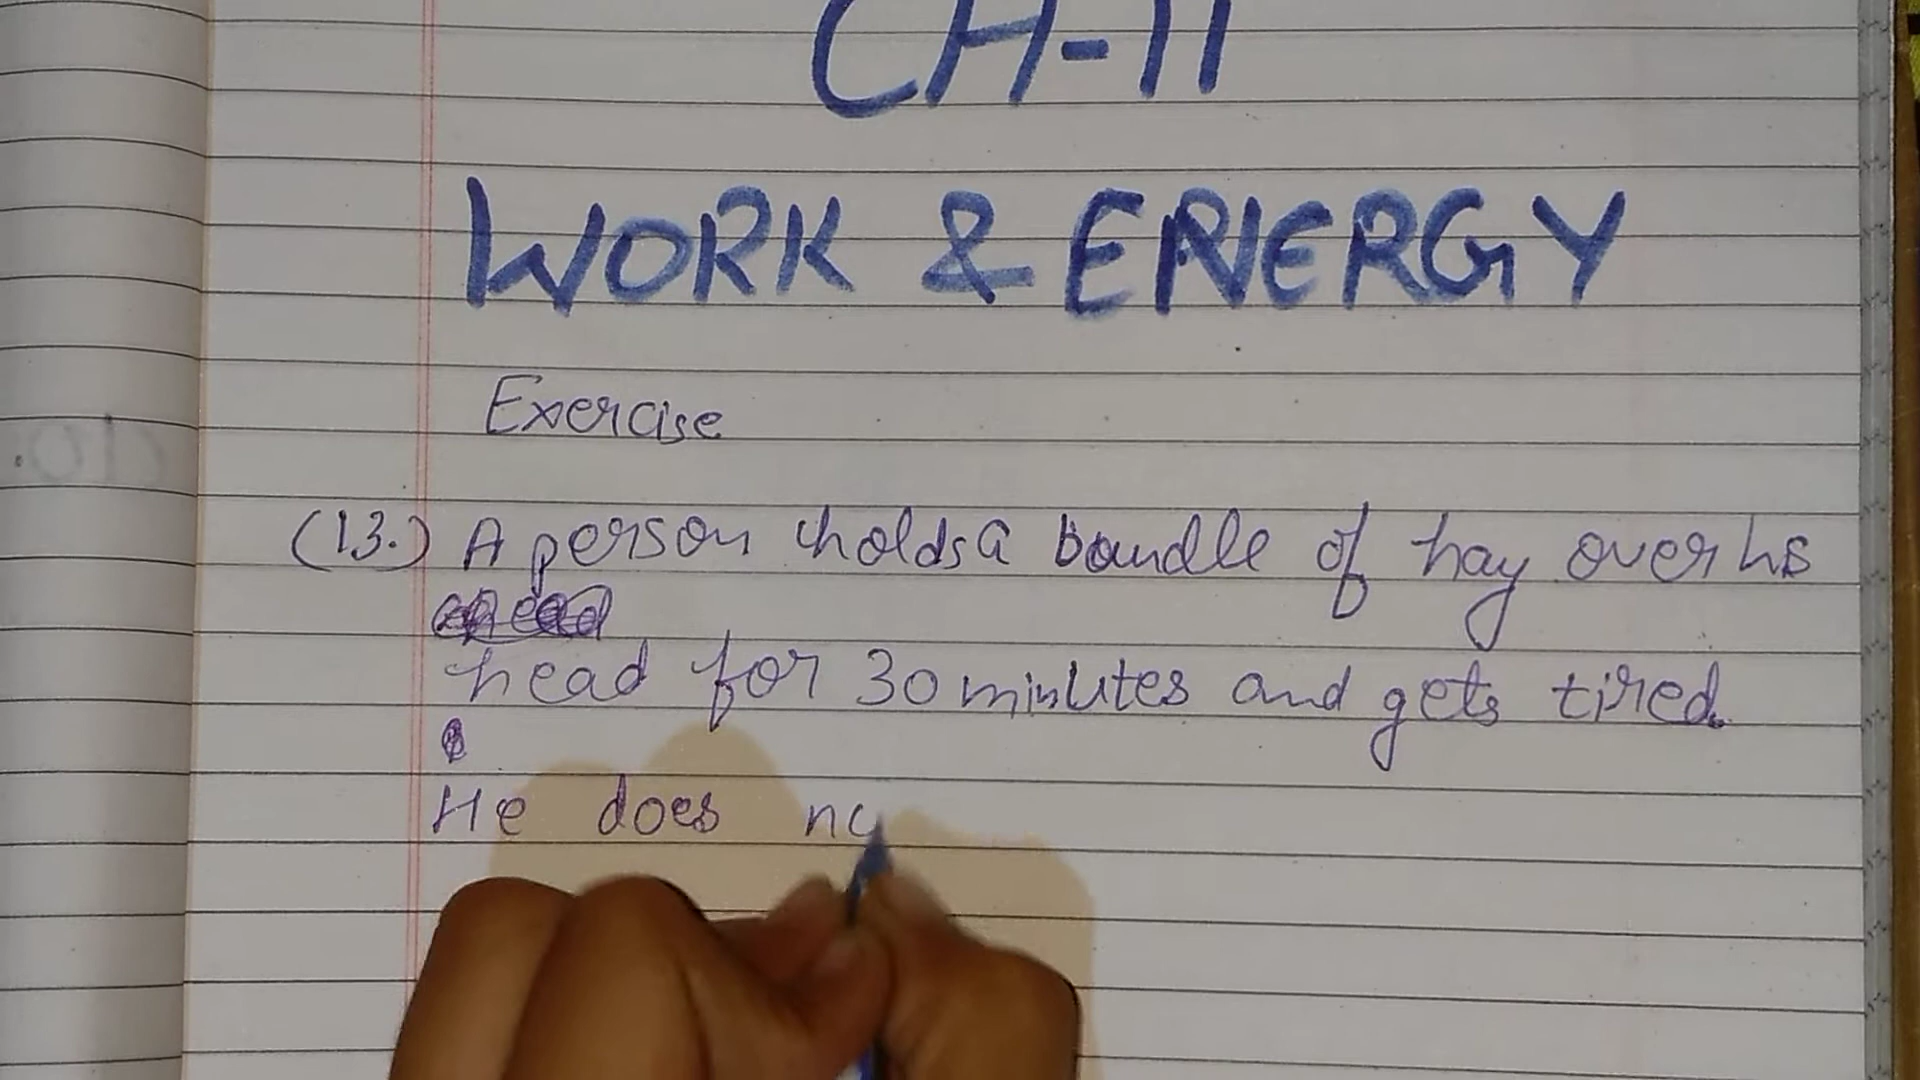 CH-11
WORK & ENERGY
Exercise
(13.) A person holds a bundle of hay over his
head for 30 minutes and gets tired.
He does no